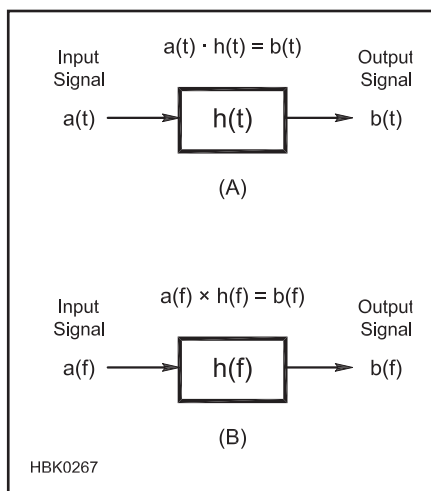 a(t) · h(t) = b(t)
Input
Signal
a(t)
h(t)
Output
Signal
b(t)
(A)
a(f) × h(f) = b(f)
Input
Signal
a(f)
h(f)
Output
Signal
b(f)
(B)
HBK0267